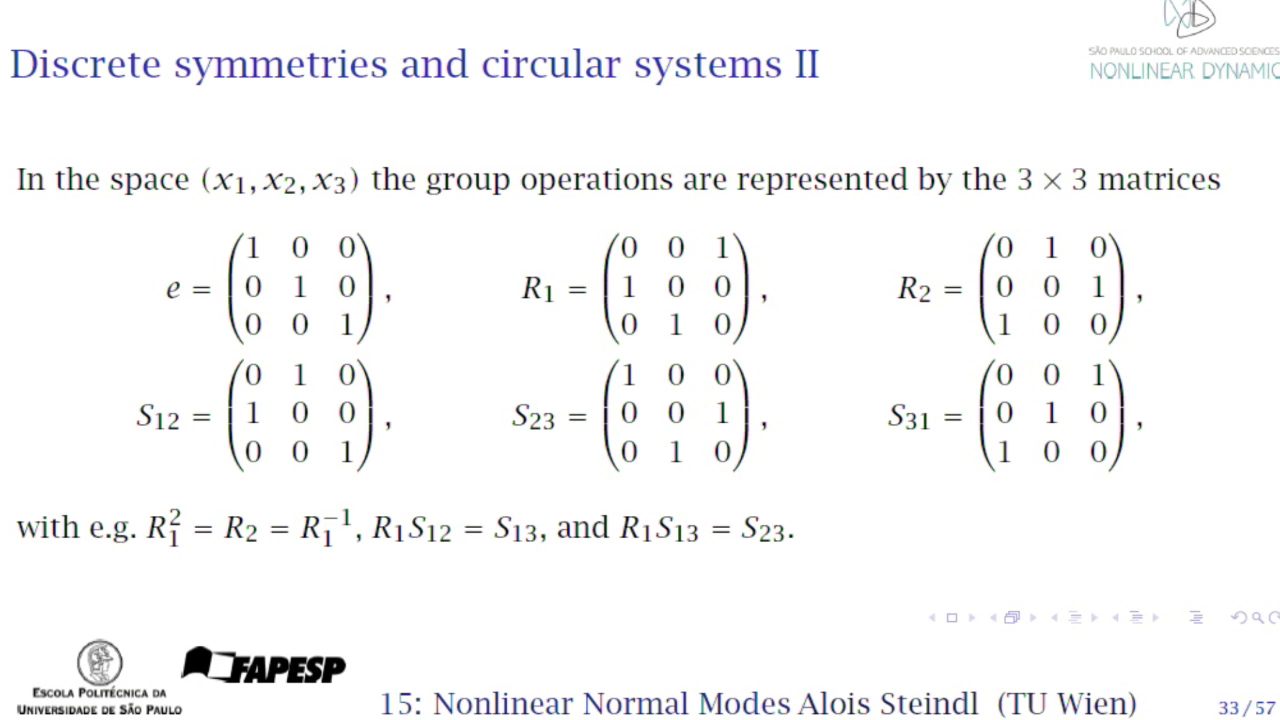 Discrete symmetries and circular systems II
SÃO PAULO SCHOOL OF ADVANCED SCIENCES
NONLINEAR DYNAMIC
In the space (x₁, x₂, x₃) the group operations are represented by the 3 × 3 matrices
e = (1 0 0; 0 1 0; 0 0 1), R₁ = (0 0 1; 1 0 0; 0 1 0), R₂ = (0 1 0; 0 0 1; 1 0 0),
S₁₂ = (0 1 0; 1 0 0; 0 0 1), S₂₃ = (1 0 0; 0 0 1; 0 1 0), S₃₁ = (0 0 1; 0 1 0; 1 0 0),
with e.g. R₁² = R₂ = R₁⁻¹, R₁S₁₂ = S₁₃, and R₁S₁₃ = S₂₃.
ESCOLA POLITÉCNICA DA
UNIVERSIDADE DE SÃO PAULO
FAPESP
15: Nonlinear Normal Modes Alois Steindl (TU Wien)
33/57